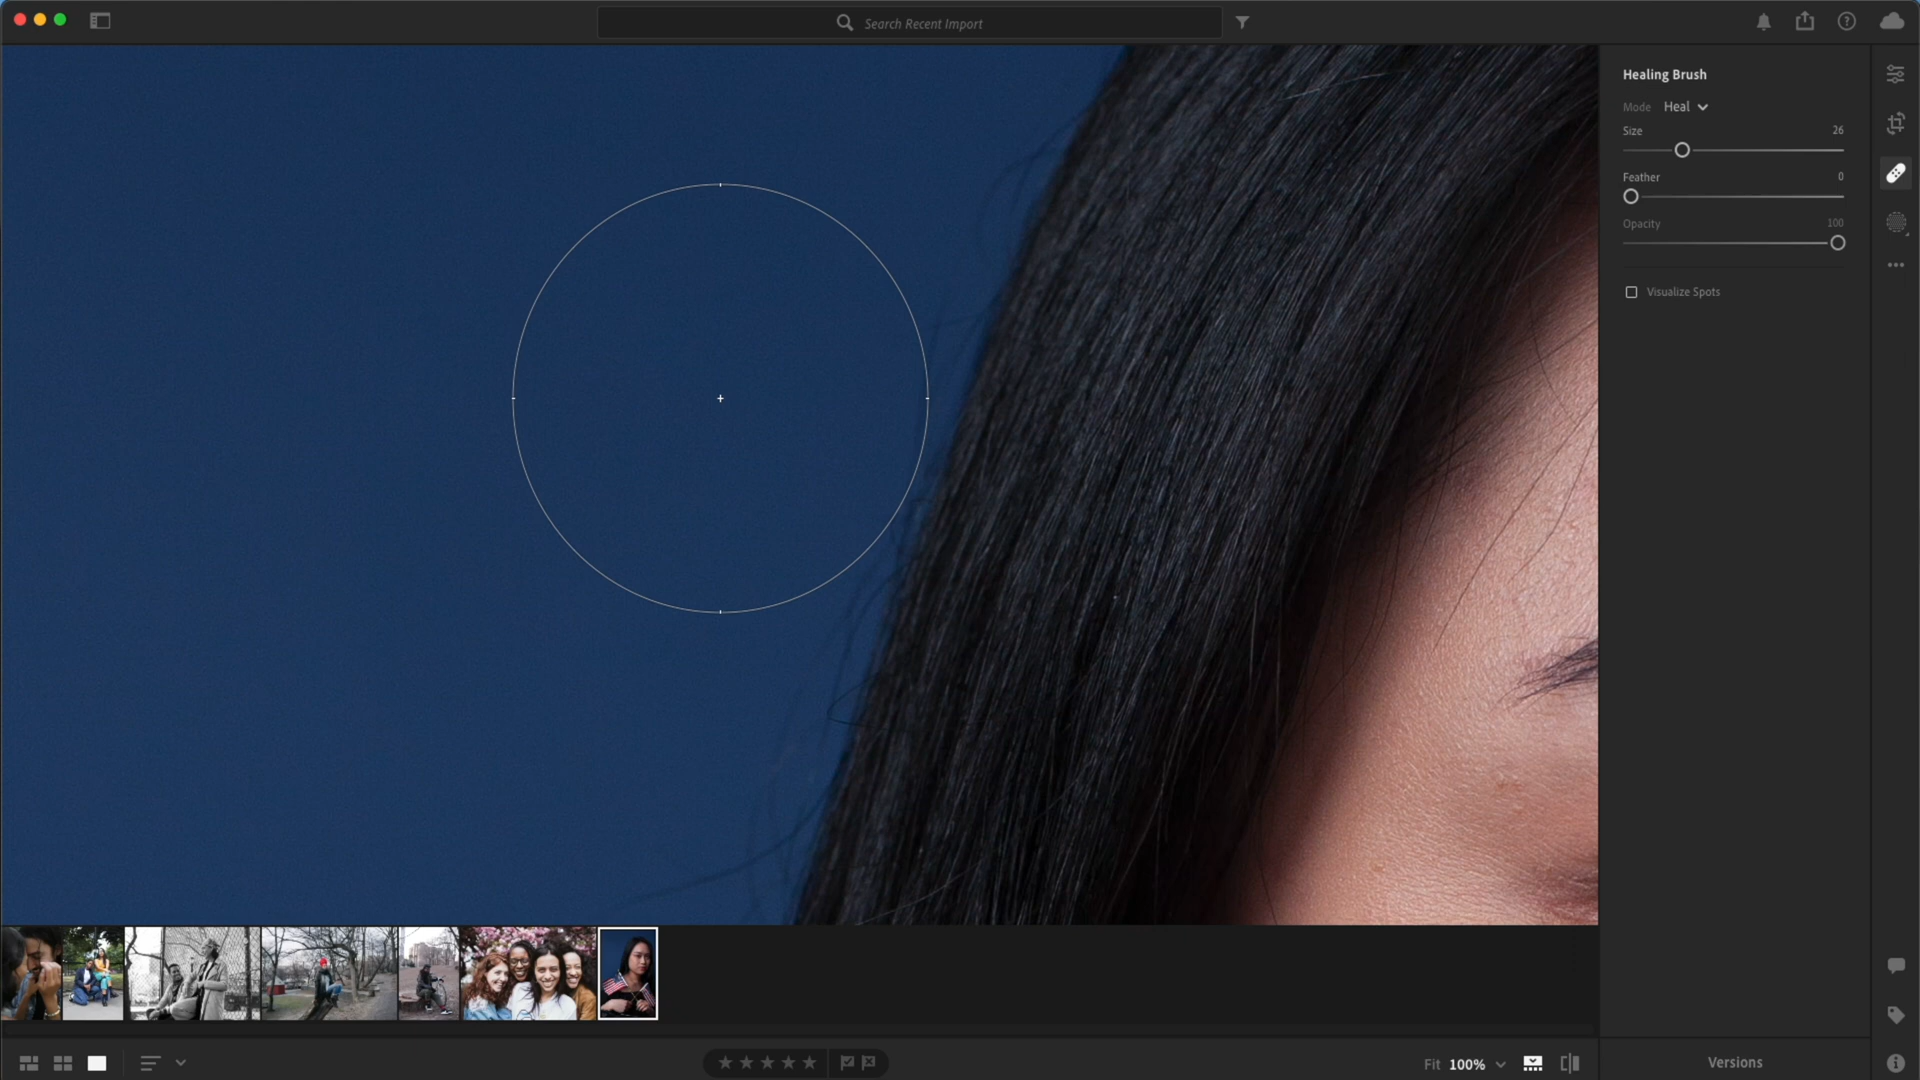 Search Recent Import
Healing Brush
Mode Heal
Size 26
Feather 0
Opacity 100
Visualize Spots
Fit 100%
Versions